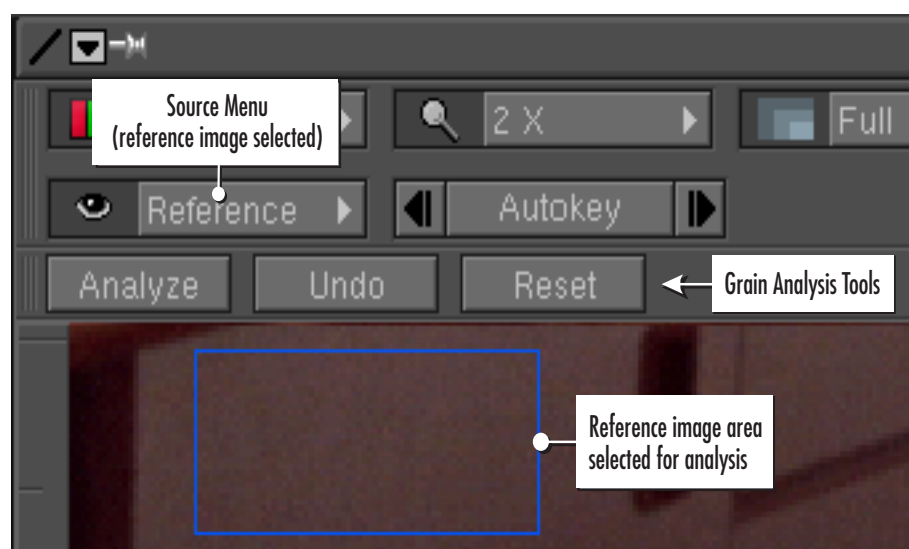 Source Menu
(reference image selected)
2 X
Full
Reference
Autokey
Analyze
Undo
Reset
Grain Analysis Tools
Reference image area
selected for analysis